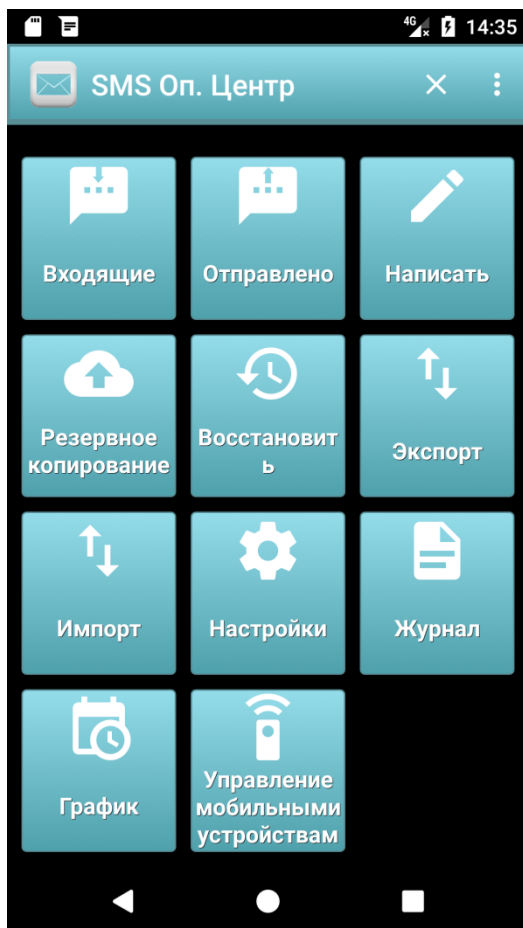 4G 14:35
SMS Оп. Центр
Входящие
Отправлено
Написать
Резервное
копирование
Восстановит
ь
Экспорт
Импорт
Настройки
Журнал
График
Управление
мобильными
устройствам